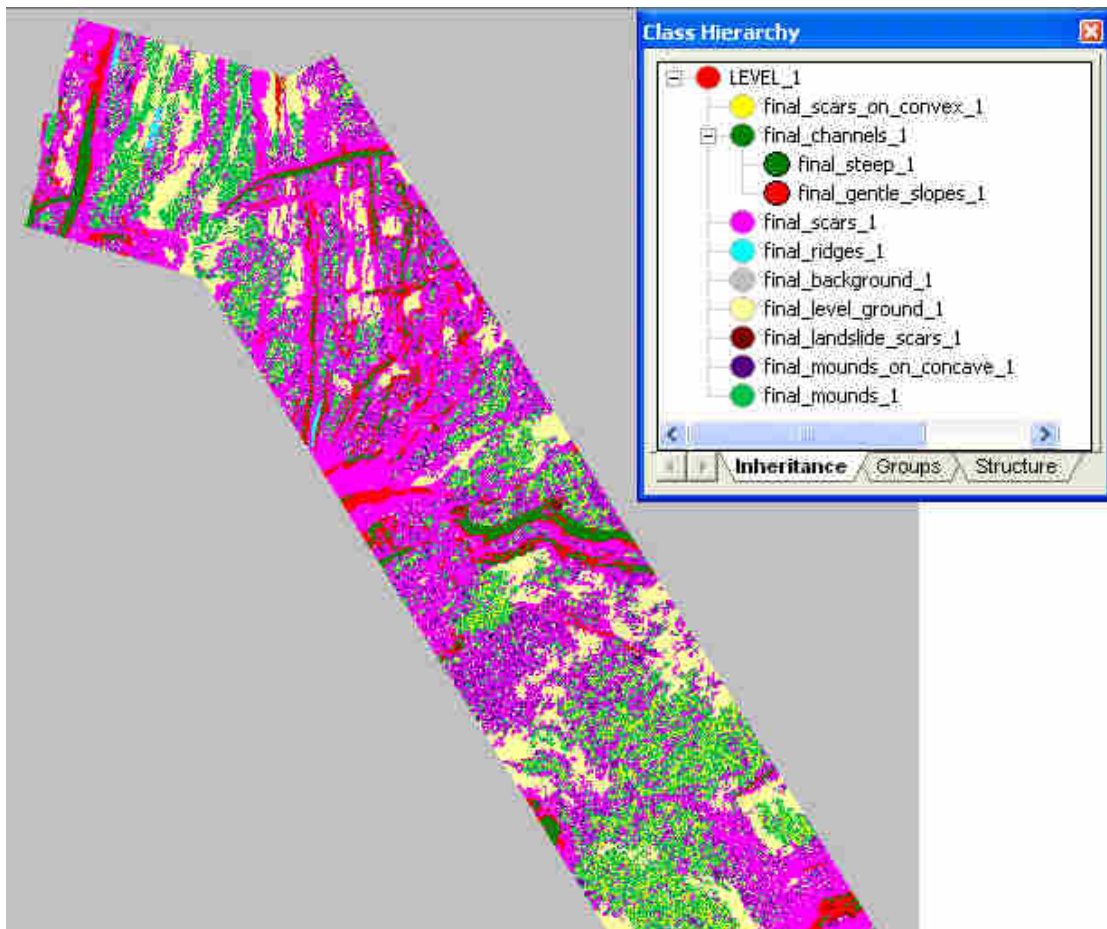 Class Hierarchy
LEVEL_1
final_scars_on_convex_1
final_channels_1
final_steep_1
final_gentle_slopes_1
final_scars_1
final_ridges_1
final_background_1
final_level_ground_1
final_landslide_scars_1
final_mounds_on_concave_1
final_mounds_1
Inheritance Groups Structure